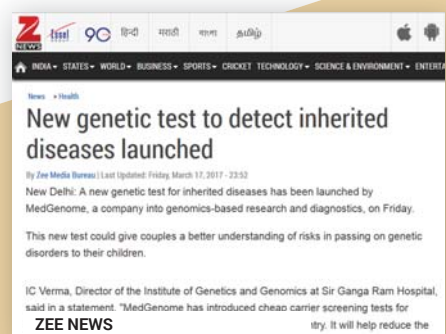 Z
NEWS
Essel 90 हिन्दी मराठी বাংলা தமிழ்
INDIA STATES WORLD BUSINESS SPORTS CRICKET TECHNOLOGY SCIENCE & ENVIRONMENT ENTERTA
News » Health
New genetic test to detect inherited
diseases launched
By Zee Media Bureau | Last Updated: Friday, March 17, 2017 - 23:52
New Delhi: A new genetic test for inherited diseases has been launched by
MedGenome, a company into genomics-based research and diagnostics, on Friday.
This new test could give couples a better understanding of risks in passing on genetic
disorders to their children.
IC Verma, Director of the Institute of Genetics and Genomics at Sir Ganga Ram Hospital,
said in a statement. "MedGenome has introduced cheap carrier screening tests for
ZEE NEWS
ntry. It will help reduce the